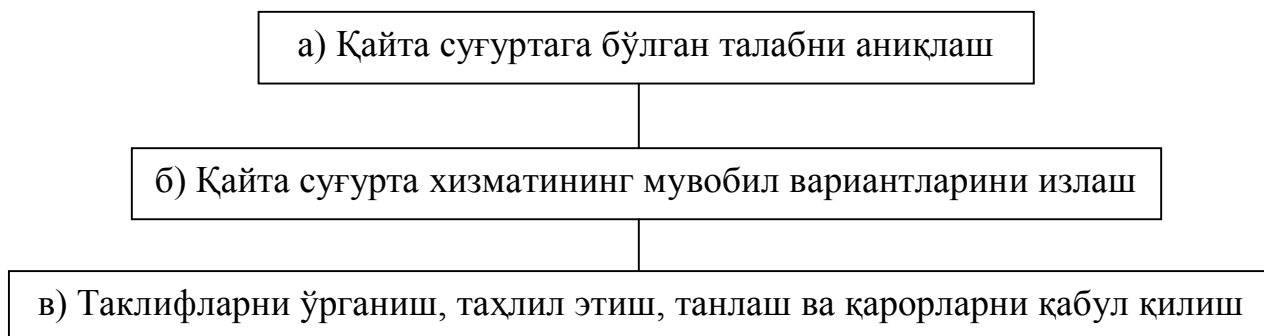 а) Қайта суғуртага бўлган талабни аниқлаш
б) Қайта суғурта хизматининг мувобил вариантларини излаш
в) Таклифларни ўрганиш, таҳлил этиш, танлаш ва қарорларни қабул қилиш